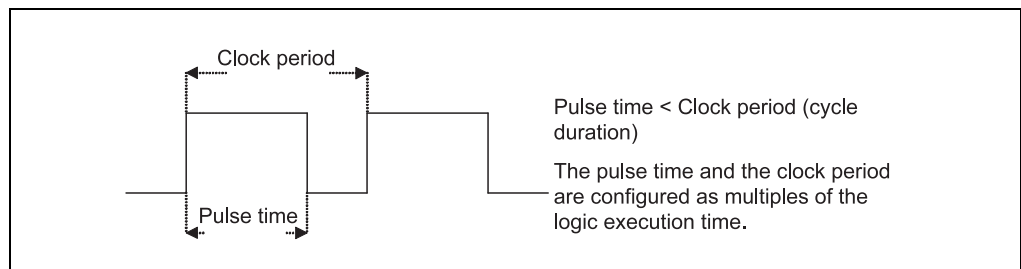 Clock period
Pulse time
Pulse time < Clock period (cycle
duration)
The pulse time and the clock period
are configured as multiples of the
logic execution time.